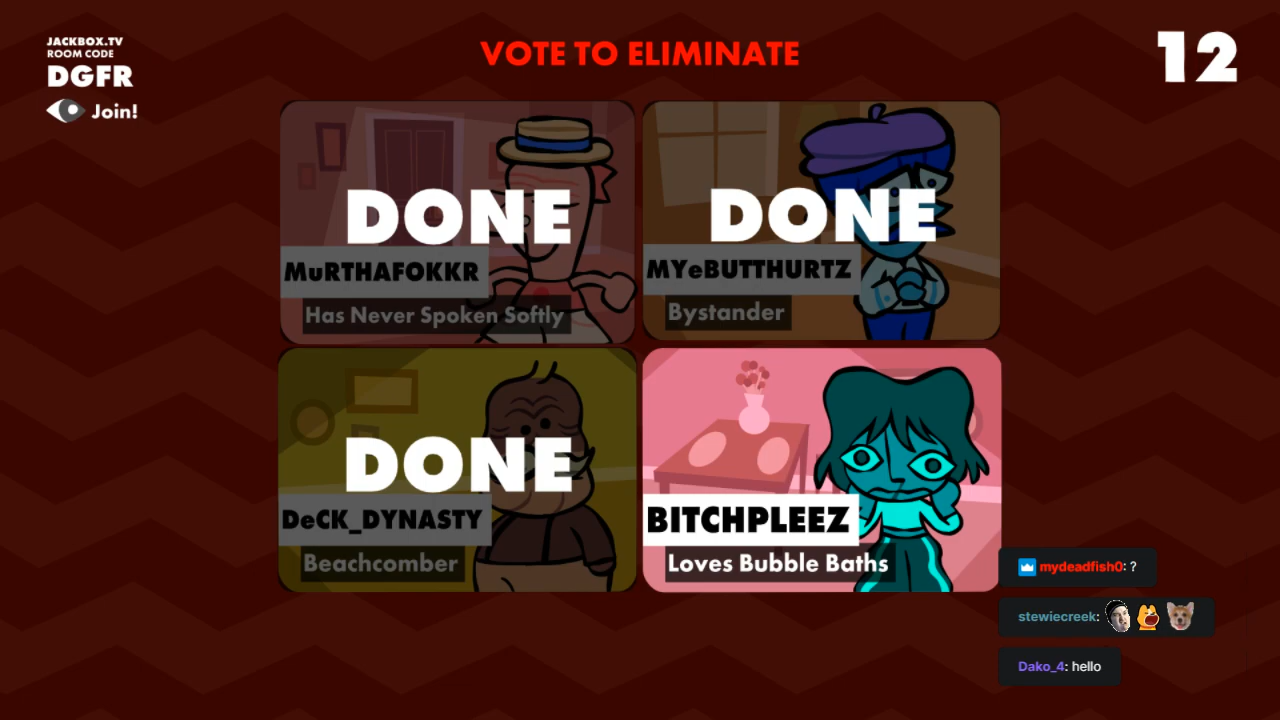 JACKBOX.TV
ROOM CODE
DGFR
Join!
VOTE TO ELIMINATE
12
DONE
MuRTHAFOKKR
Has Never Spoken Softly
DONE
MYeBUTTHURTZ
Bystander
DONE
DeCK_DYNASTY
Beachcomber
BITCHPLEEZ
Loves Bubble Baths
mydeadfish0: ?
stewiecreek:
Dako_4: hello